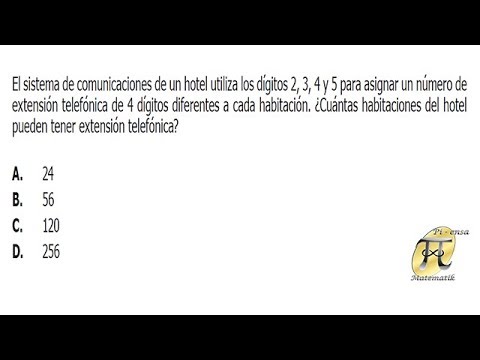 El sistema de comunicaciones de un hotel utiliza los dígitos 2, 3, 4 y 5 para asignar un número de
extensión telefónica de 4 dígitos diferentes a cada habitación. ¿Cuántas habitaciones del hotel
pueden tener extensión telefónica?
A. 24
B. 56
C. 120
D. 256
Pi - ensa
π
Matematik